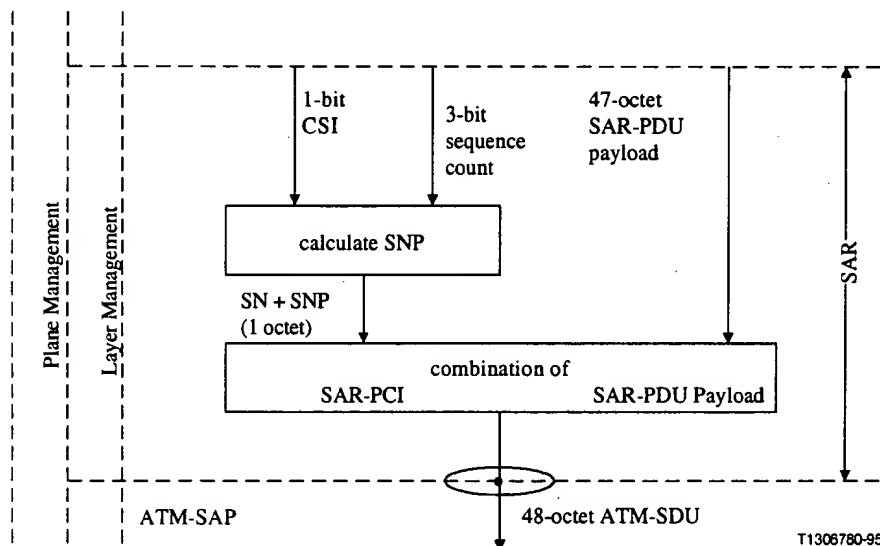 1-bit
CSI
3-bit
sequence
count
47-octet
SAR-PDU
payload
calculate SNP
SN + SNP
(1 octet)
combination of
SAR-PCI SAR-PDU Payload
SAR
Plane Management
Layer Management
ATM-SAP
48-octet ATM-SDU
T1306780-95